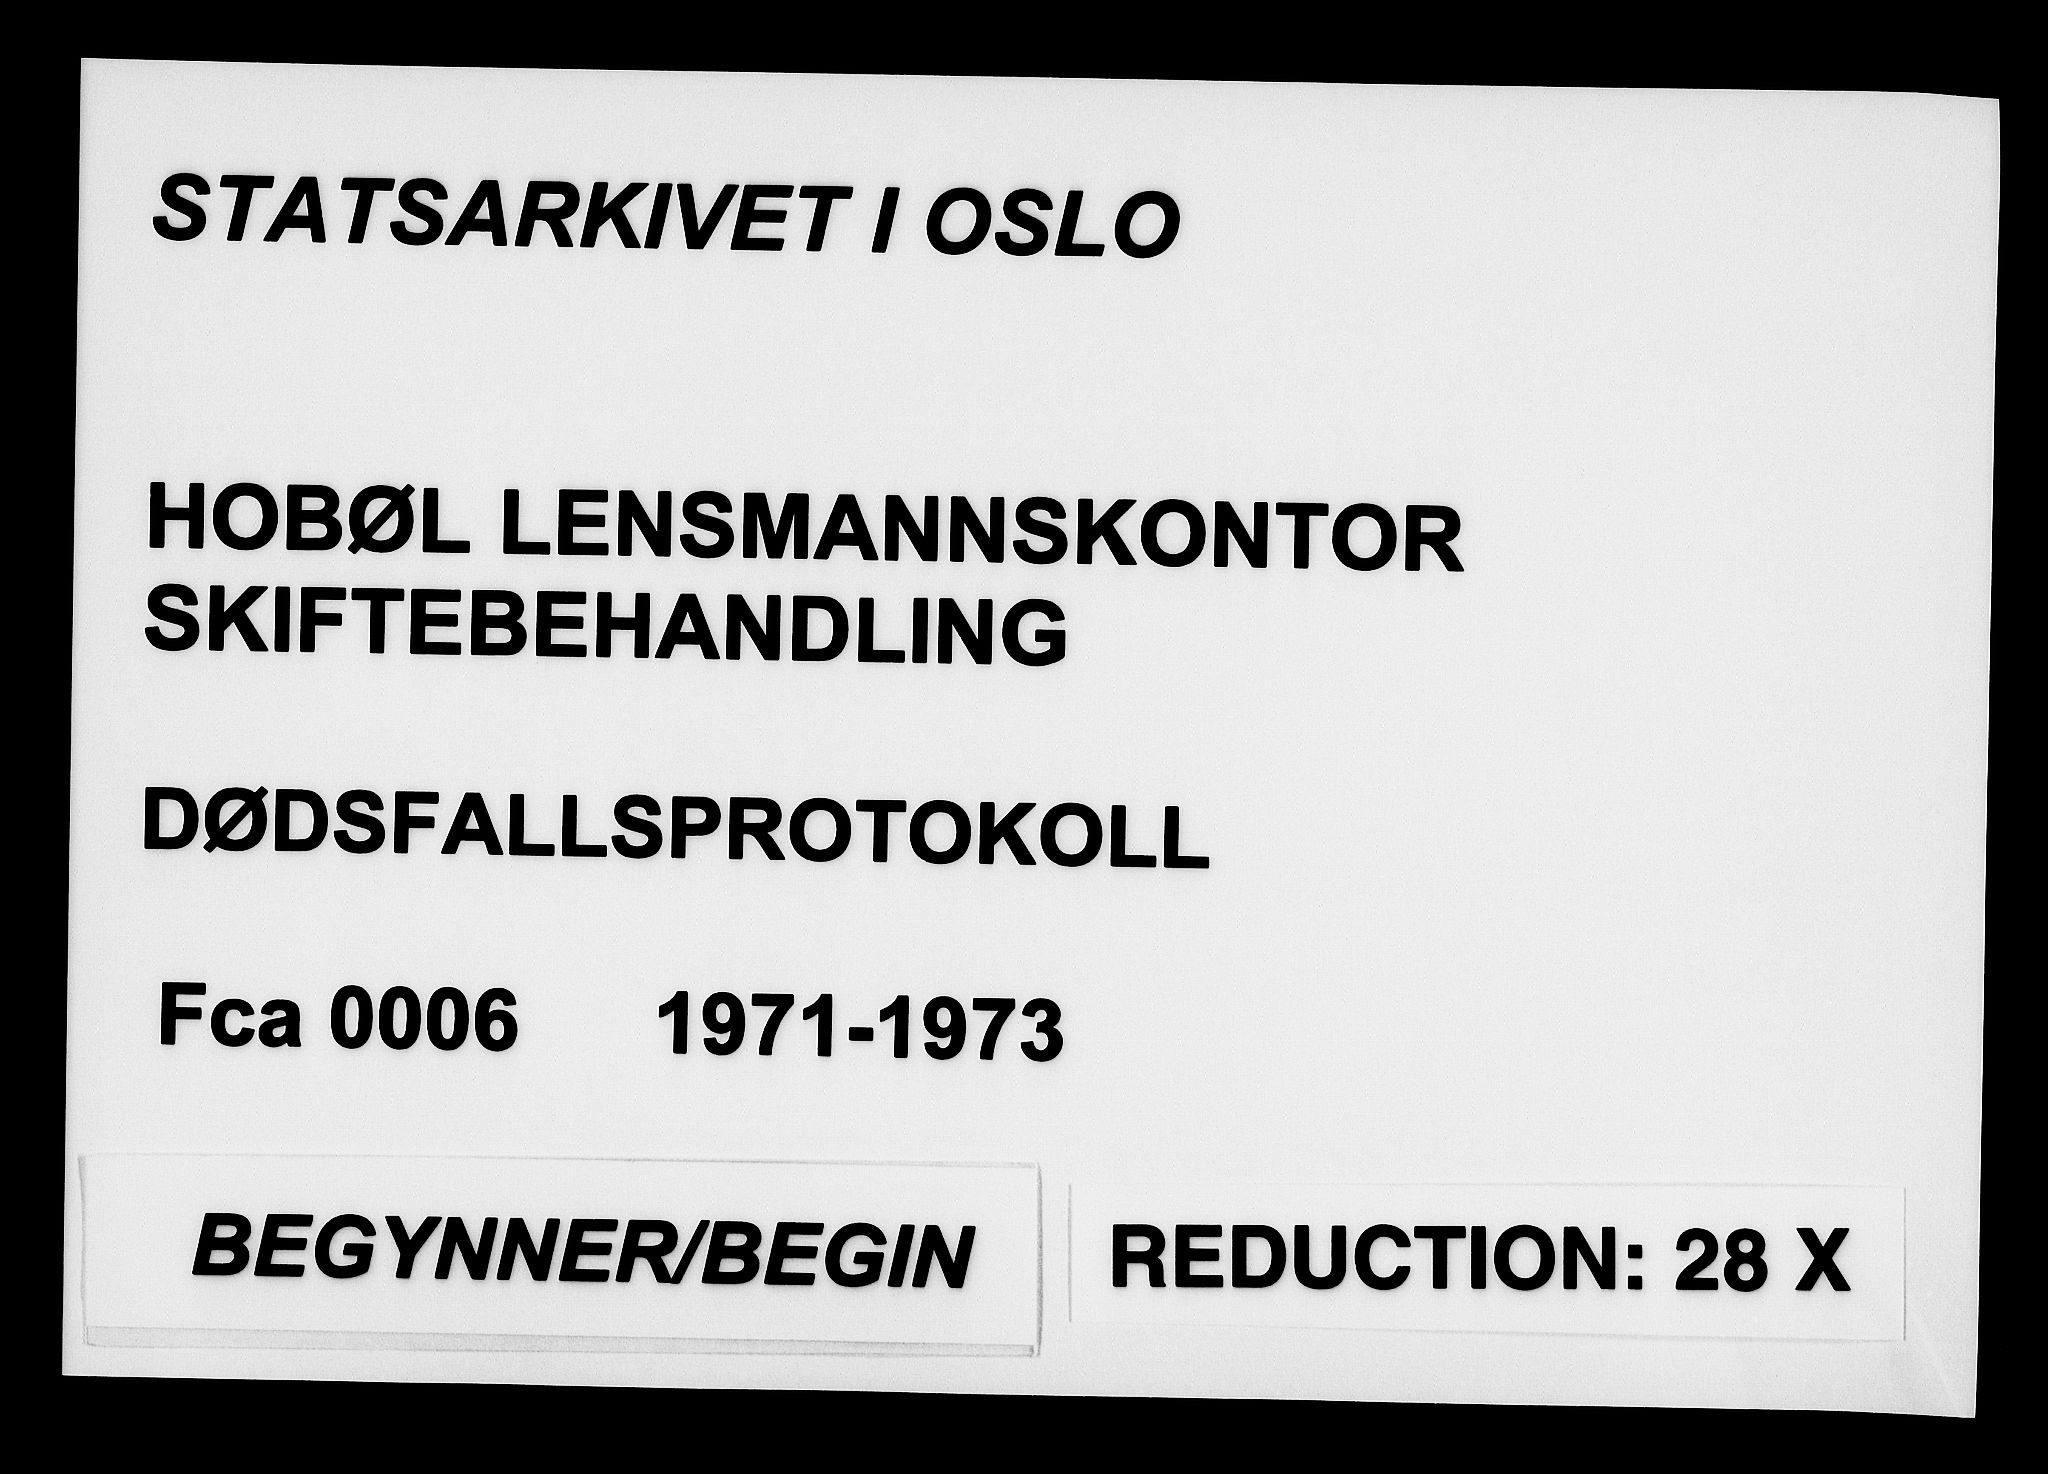 STATSARKIVET I OSLO
HOBØL LENSMANNSKONTOR
SKIFTEBEHANDLING
DØDSFALLSPROTOKOLL
Fca 0006 1971-1973
BEGYNNER/BEGIN
REDUCTION: 28 X